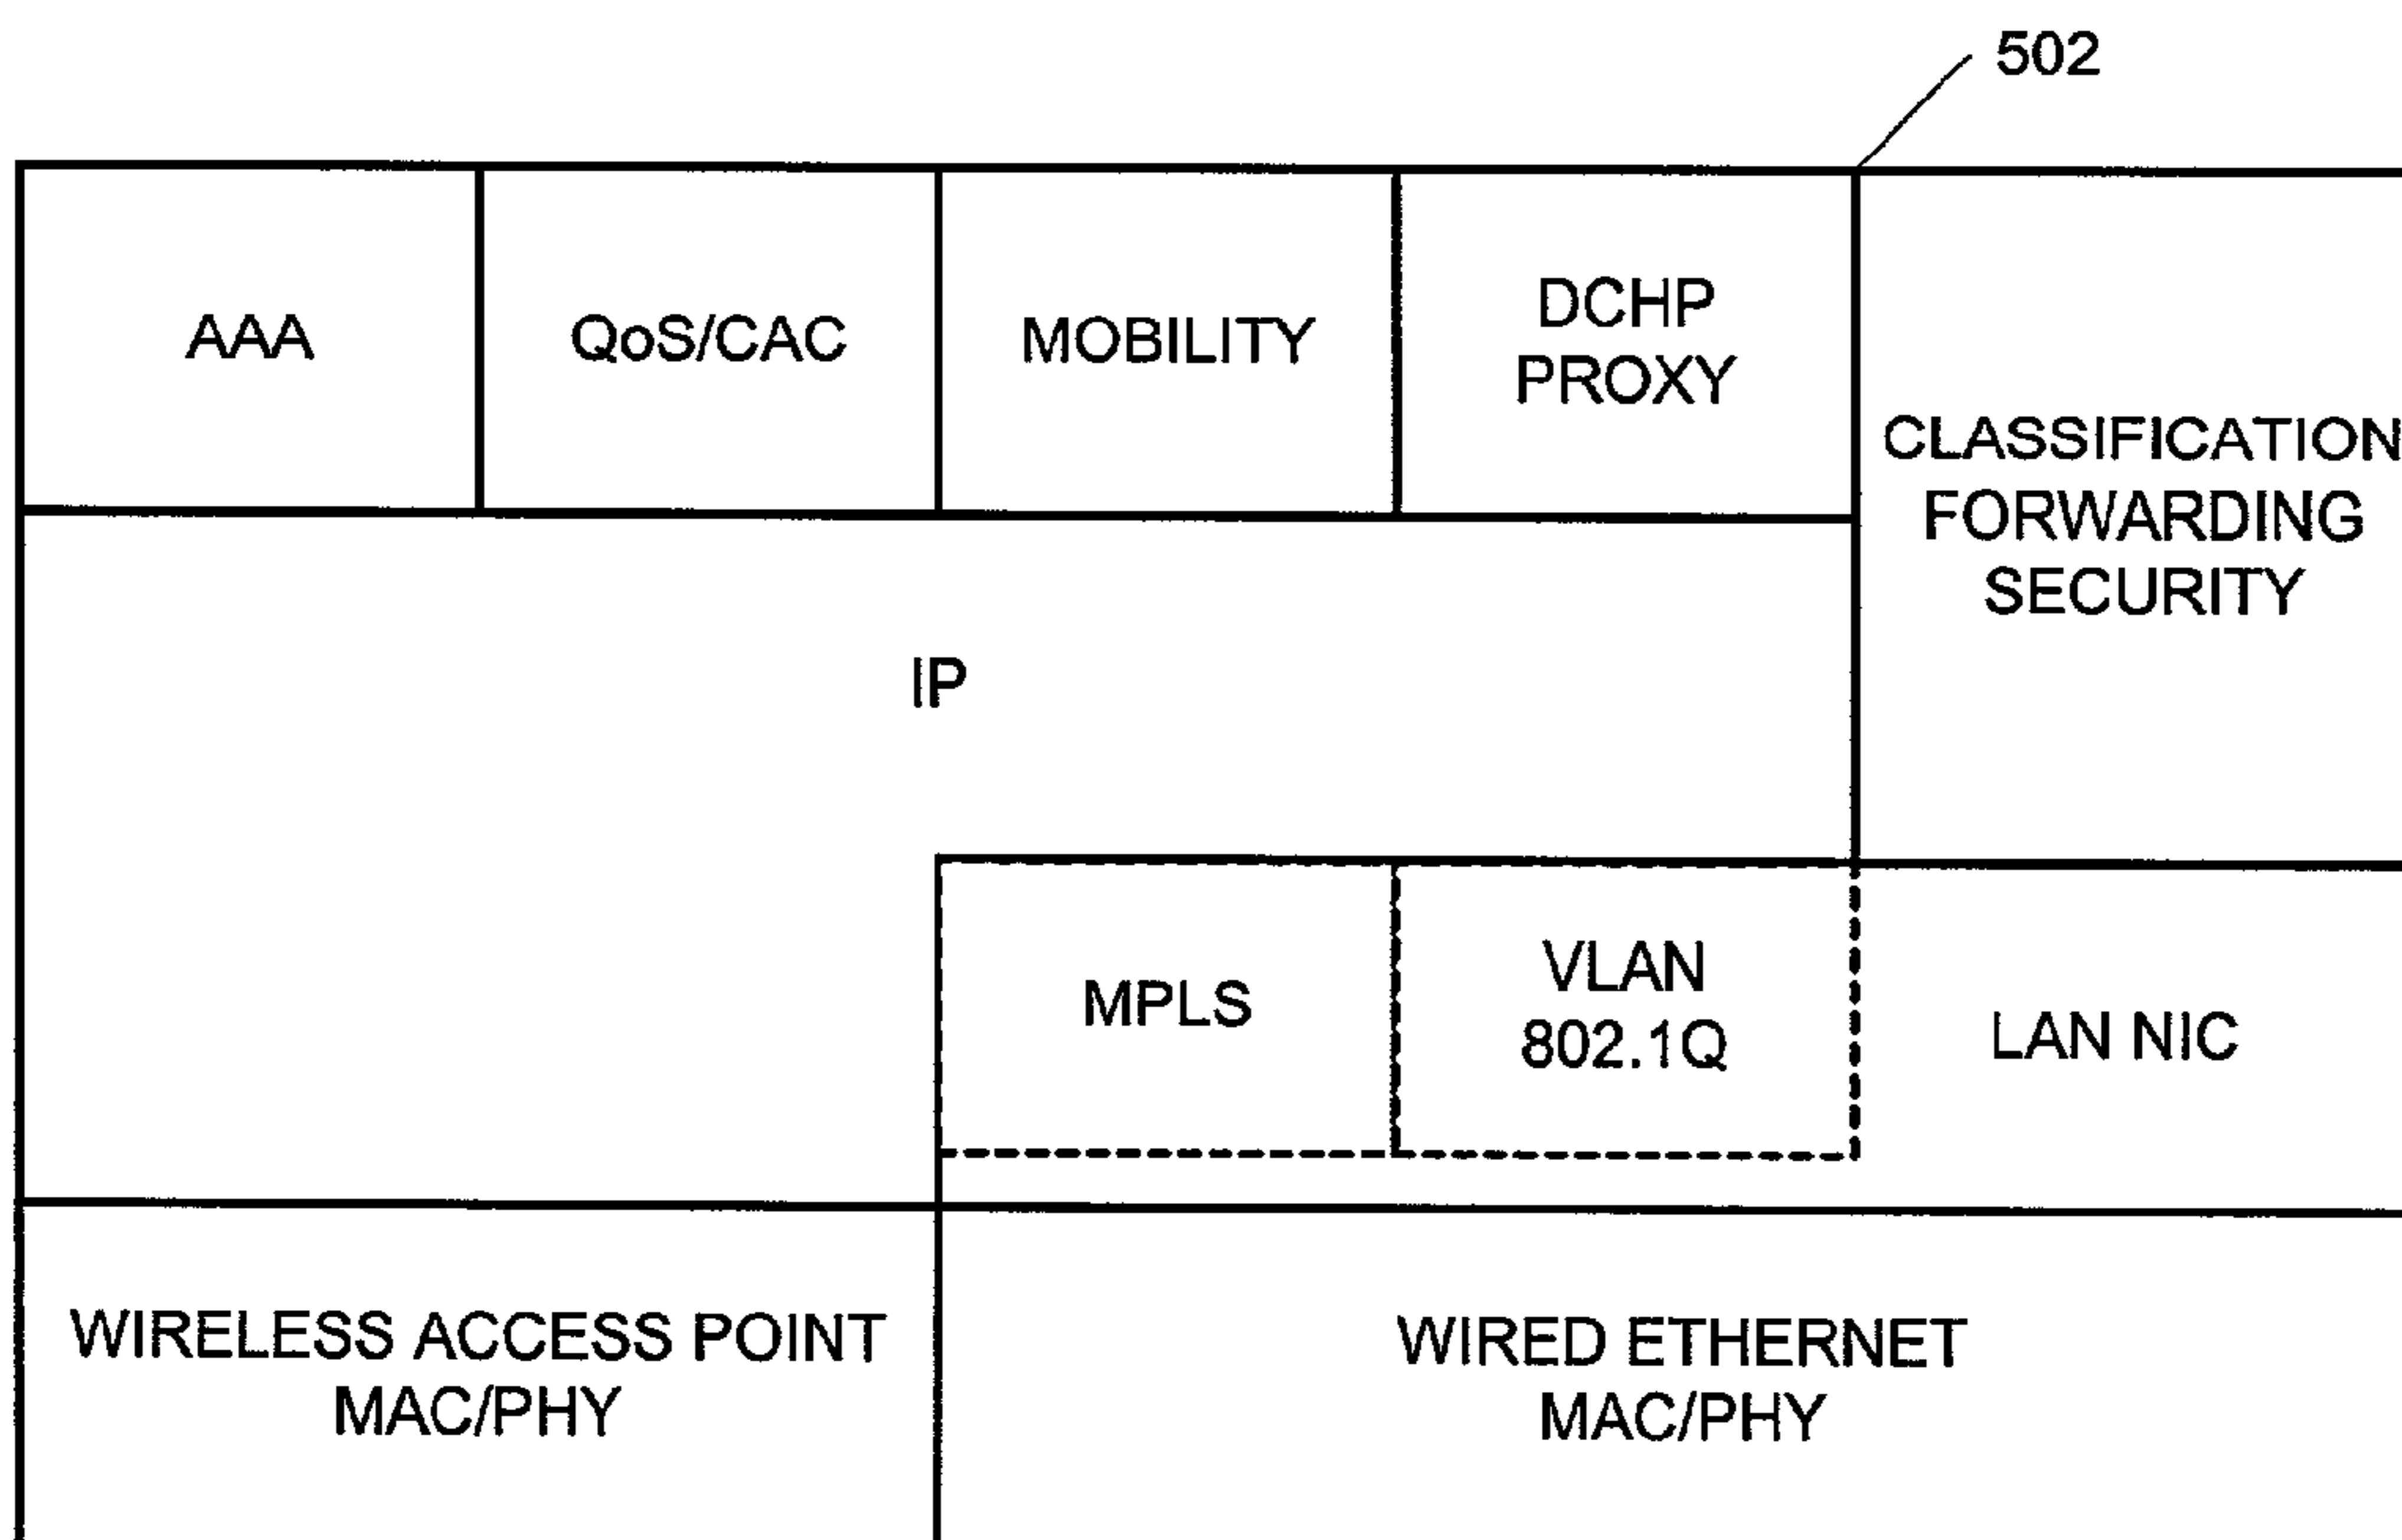 502
AAA
QoS/CAC
MOBILITY
DCHP
PROXY
CLASSIFICATION
FORWARDING
SECURITY
IP
MPLS
VLAN
802.1Q
LAN NIC
WIRELESS ACCESS POINT
MAC/PHY
WIRED ETHERNET
MAC/PHY